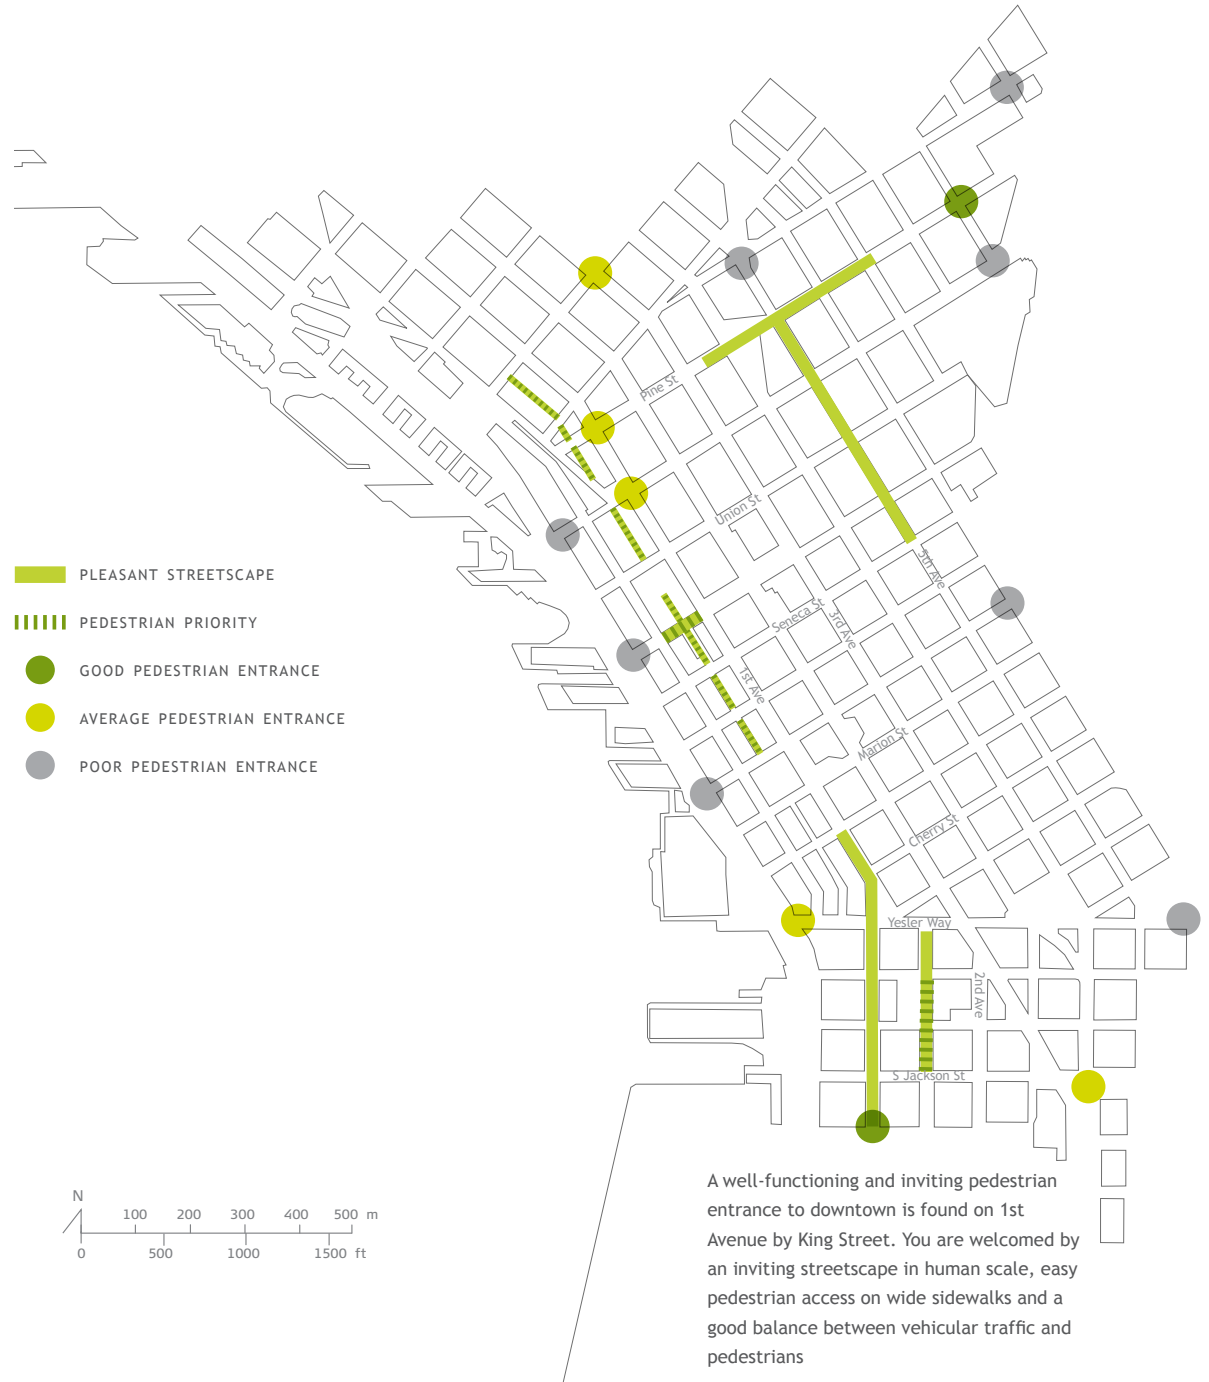 Pine St
Union St
5th Ave
Seneca St
3rd Ave
1st Ave
Marion St
Cherry St
Yesler Way
2nd Ave
S Jackson St
PLEASANT STREETSCAPE
PEDESTRIAN PRIORITY
GOOD PEDESTRIAN ENTRANCE
AVERAGE PEDESTRIAN ENTRANCE
POOR PEDESTRIAN ENTRANCE
N
100 200 300 400 500 m
0 500 1000 1500 ft
A well-functioning and inviting pedestrian
entrance to downtown is found on 1st
Avenue by King Street. You are welcomed by
an inviting streetscape in human scale, easy
pedestrian access on wide sidewalks and a
good balance between vehicular traffic and
pedestrians